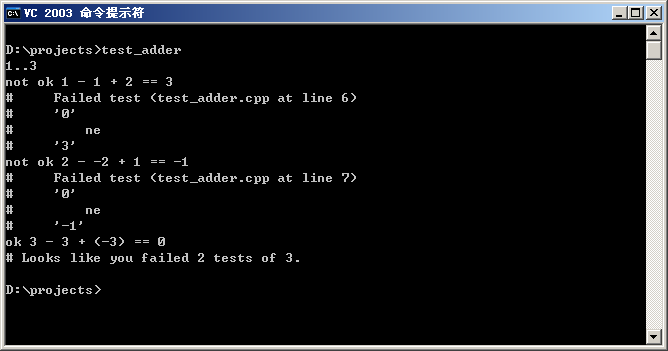 VC 2003 命令提示符
D:\projects>test_adder
1..3
not ok 1 - 1 + 2 == 3
#     Failed test (test_adder.cpp at line 6)
#     '0'
#         ne
#     '3'
not ok 2 - -2 + 1 == -1
#     Failed test (test_adder.cpp at line 7)
#     '0'
#         ne
#     '-1'
ok 3 - 3 + (-3) == 0
# Looks like you failed 2 tests of 3.
D:\projects>